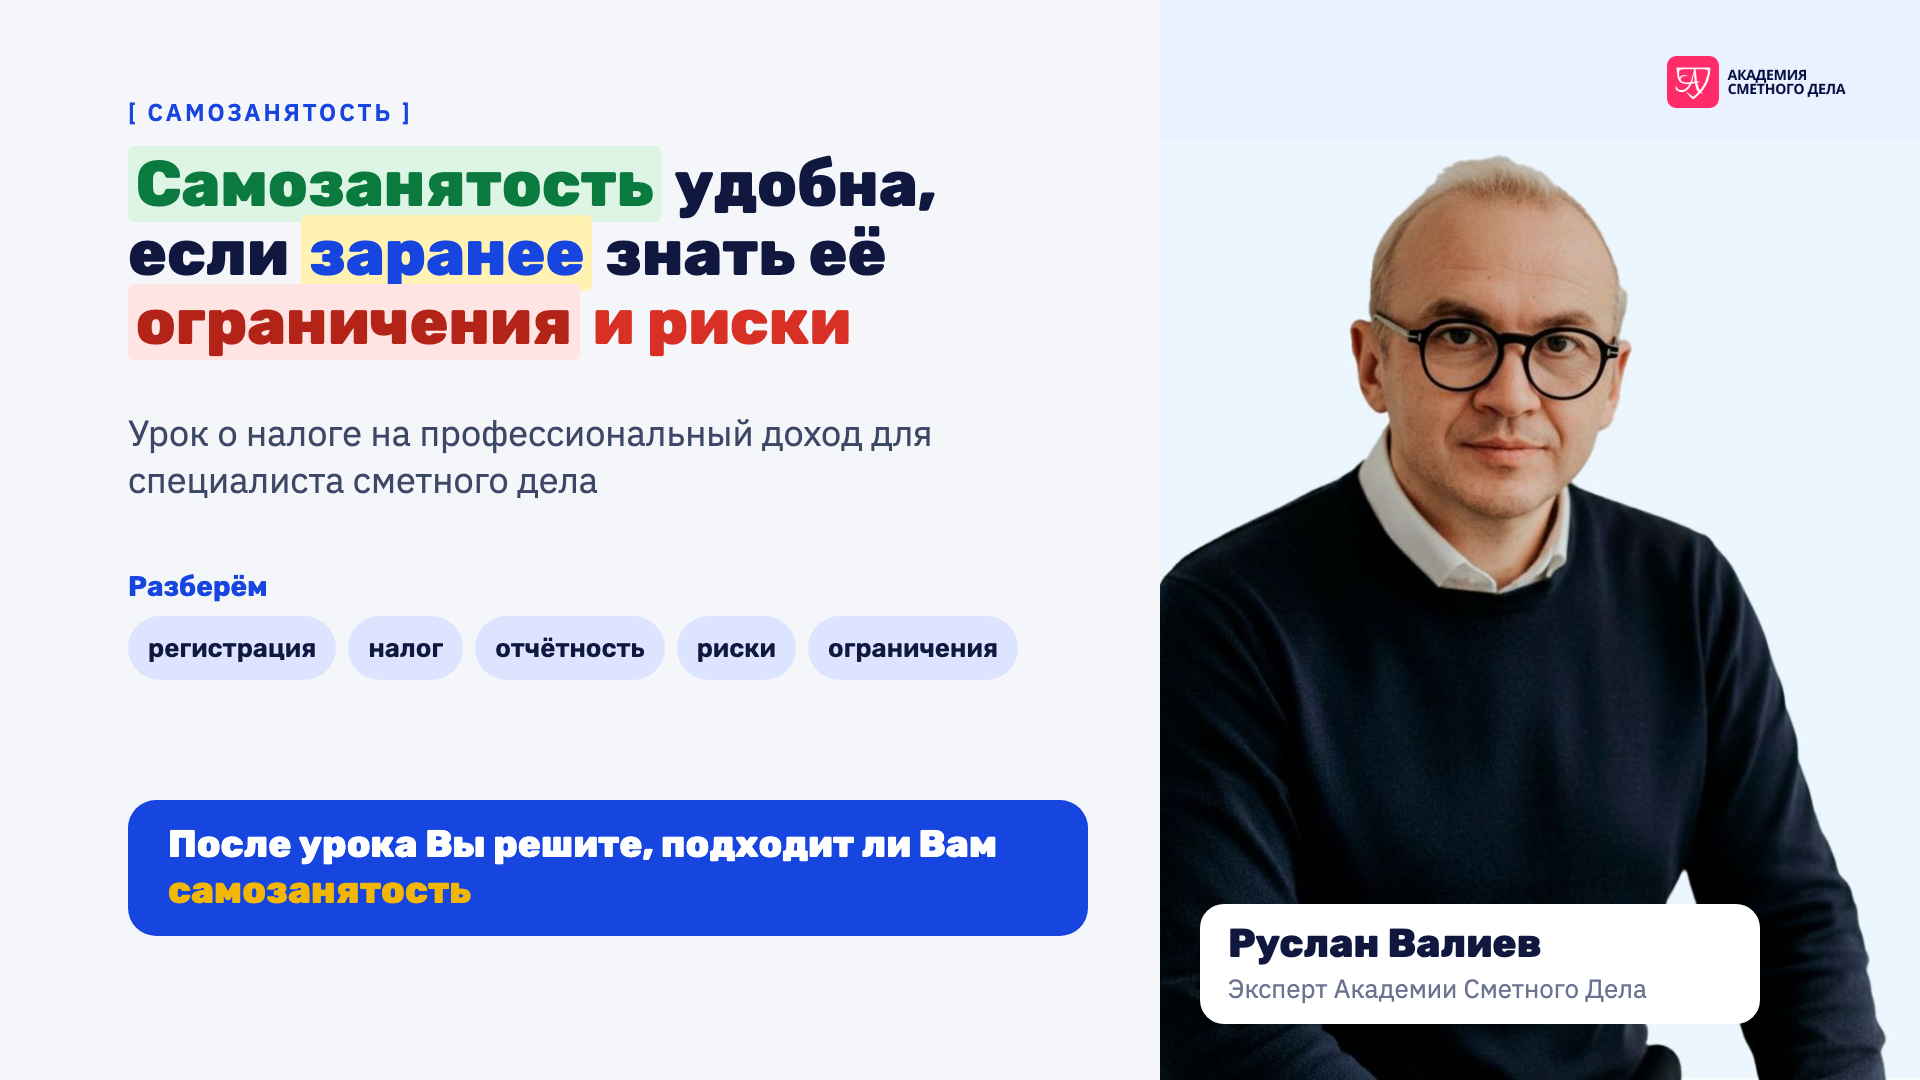 [ САМОЗАНЯТОСТЬ ]
Самозанятость удобна,
если заранее знать её
ограничения и риски
Урок о налоге на профессиональный доход для
специалиста сметного дела
Разберём
регистрация налог отчётность риски ограничения
После урока Вы решите, подходит ли Вам
самозанятость
АКАДЕМИЯ
СМЕТНОГО ДЕЛА
Руслан Валиев
Эксперт Академии Сметного Дела